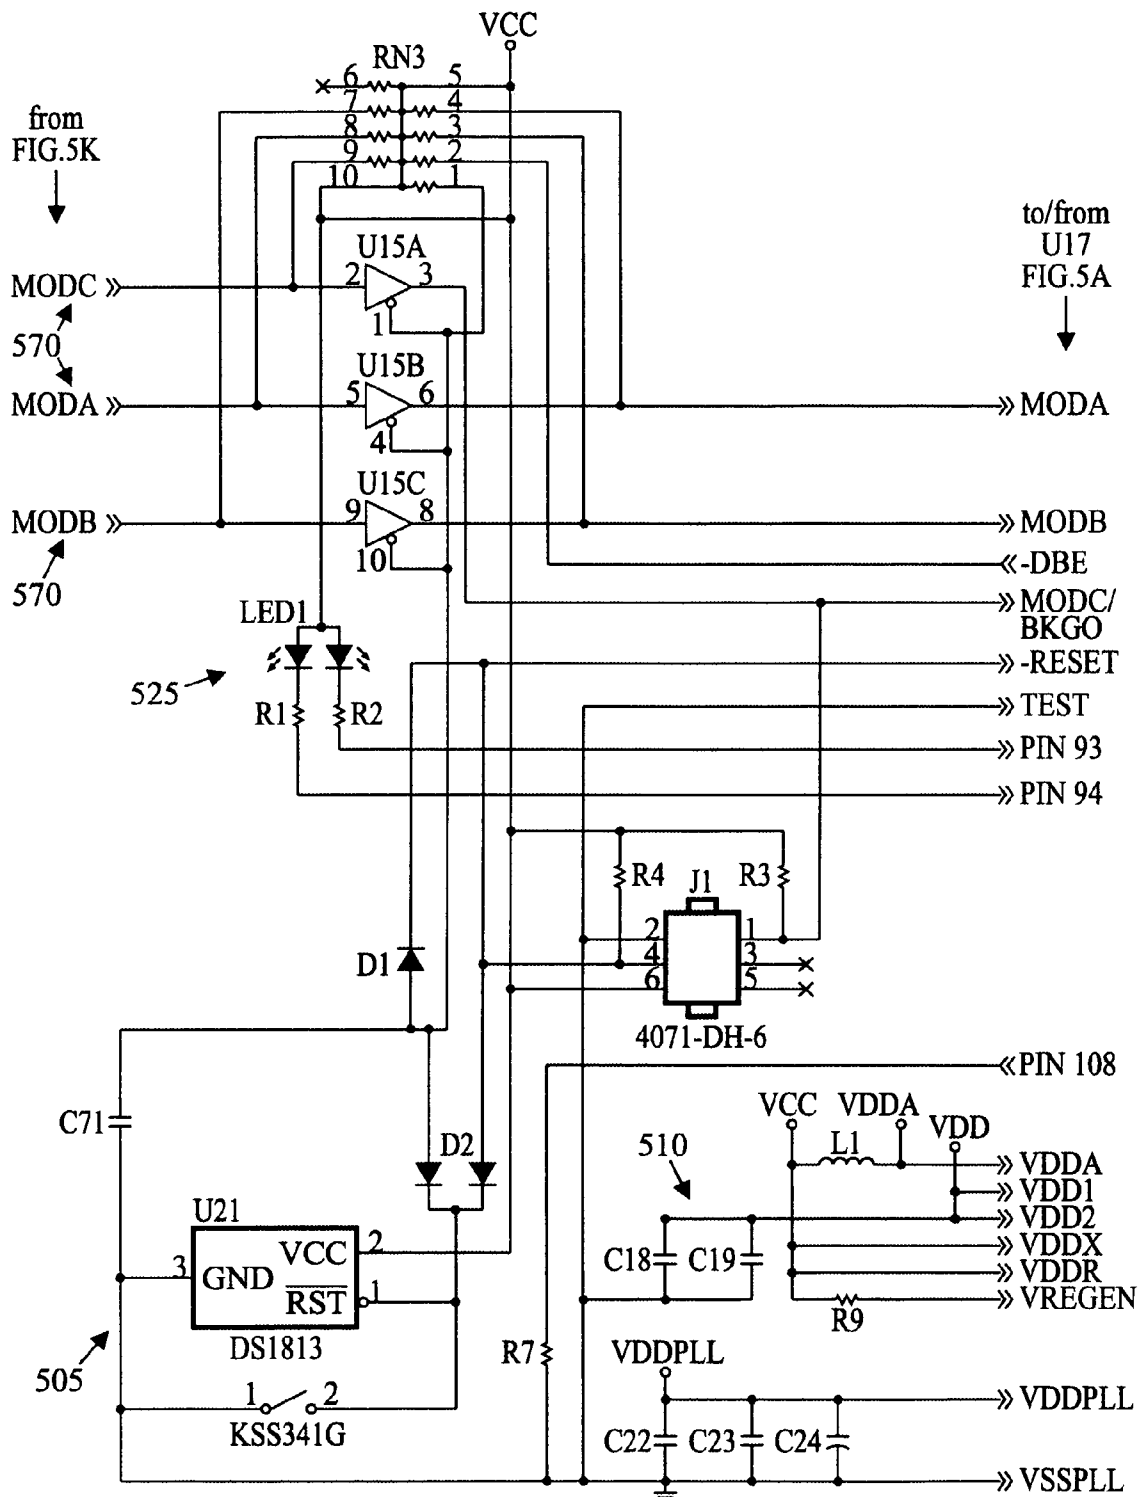 VCC
RN3
6 5
7 4
8 3
9 2
10 1
from
FIG.5K
to/from
U17
FIG.5A
U15A
MODC 2 3
1
570
U15B
MODA 5 6 MODA
4
U15C
MODB 9 8 MODB
10
570
-DBE
LED1
MODC/
BKGO
525
-RESET
R1 R2
TEST
PIN 93
PIN 94
R4 J1 R3
2 1
4 3
6 5
D1
4071-DH-6
PIN 108
C71
D2
510
VCC VDDA VDD
L1
VDDA
VDD1
VDD2
VDDX
VDDR
VREGEN
C18 C19
R9
U21
VCC 2
3 GND
RST 1
DS1813
505
R7
1 2
KSS341G
VDDPLL
VDDPLL
C22 C23 C24
VSSPLL